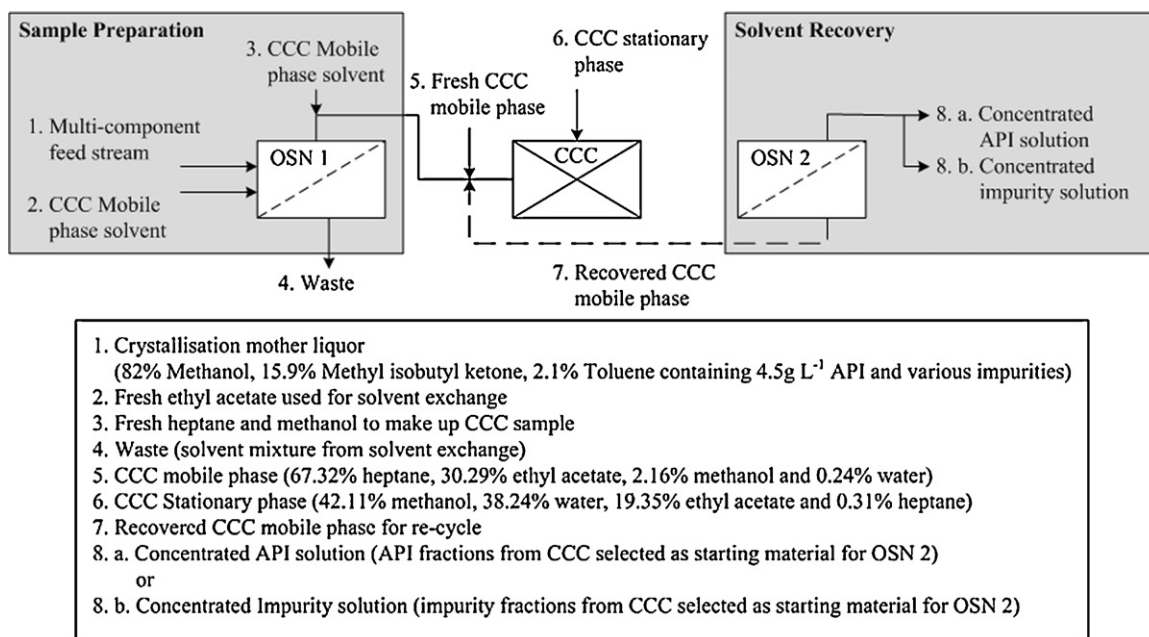 Sample Preparation
3. CCC Mobile
phase solvent
1. Multi-component
feed stream
2. CCC Mobile
phase solvent
OSN 1
4. Waste
5. Fresh CCC
mobile phase
6. CCC stationary
phase
CCC
7. Recovered CCC
mobile phase
Solvent Recovery
OSN 2
8. a. Concentrated
API solution
8. b. Concentrated
impurity solution
1. Crystallisation mother liquor
(82% Methanol, 15.9% Methyl isobutyl ketone, 2.1% Toluene containing 4.5g L⁻¹ API and various impurities)
2. Fresh ethyl acetate used for solvent exchange
3. Fresh heptane and methanol to make up CCC sample
4. Waste (solvent mixture from solvent exchange)
5. CCC mobile phase (67.32% heptane, 30.29% ethyl acetate, 2.16% methanol and 0.24% water)
6. CCC Stationary phase (42.11% methanol, 38.24% water, 19.35% ethyl acetate and 0.31% heptane)
7. Recovered CCC mobile phase for re-cycle
8. a. Concentrated API solution (API fractions from CCC selected as starting material for OSN 2)
or
8. b. Concentrated Impurity solution (impurity fractions from CCC selected as starting material for OSN 2)